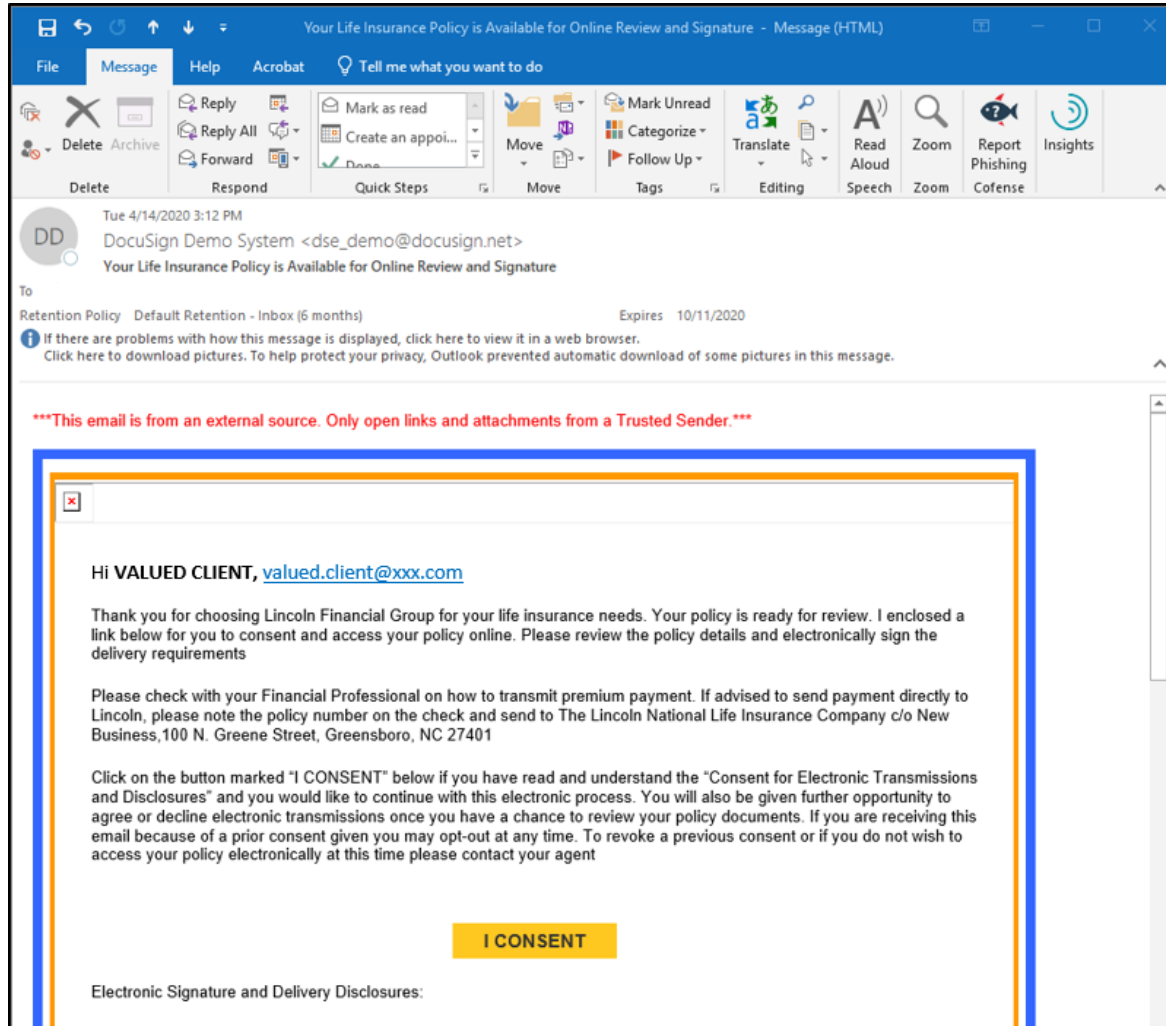 Your Life Insurance Policy is Available for Online Review and Signature - Message (HTML)
File Message Help Acrobat Tell me what you want to do
Delete Archive
Reply
Reply All
Forward
Mark as read
Create an appoi...
Done
Move
Mark Unread
Categorize
Follow Up
Translate
Read Aloud
Zoom
Report Phishing
Insights
Delete Respond Quick Steps Move Tags Editing Speech Zoom Cofense
Tue 4/14/2020 3:12 PM
DD
DocuSign Demo System <dse_demo@docusign.net>
Your Life Insurance Policy is Available for Online Review and Signature
To
Retention Policy Default Retention - Inbox (6 months) Expires 10/11/2020
If there are problems with how this message is displayed, click here to view it in a web browser.
Click here to download pictures. To help protect your privacy, Outlook prevented automatic download of some pictures in this message.
***This email is from an external source. Only open links and attachments from a Trusted Sender.***
Hi VALUED CLIENT, valued.client@xxx.com
Thank you for choosing Lincoln Financial Group for your life insurance needs. Your policy is ready for review. I enclosed a
link below for you to consent and access your policy online. Please review the policy details and electronically sign the
delivery requirements
Please check with your Financial Professional on how to transmit premium payment. If advised to send payment directly to
Lincoln, please note the policy number on the check and send to The Lincoln National Life Insurance Company c/o New
Business,100 N. Greene Street, Greensboro, NC 27401
Click on the button marked “I CONSENT” below if you have read and understand the “Consent for Electronic Transmissions
and Disclosures” and you would like to continue with this electronic process. You will also be given further opportunity to
agree or decline electronic transmissions once you have a chance to review your policy documents. If you are receiving this
email because of a prior consent given you may opt-out at any time. To revoke a previous consent or if you do not wish to
access your policy electronically at this time please contact your agent
I CONSENT
Electronic Signature and Delivery Disclosures: